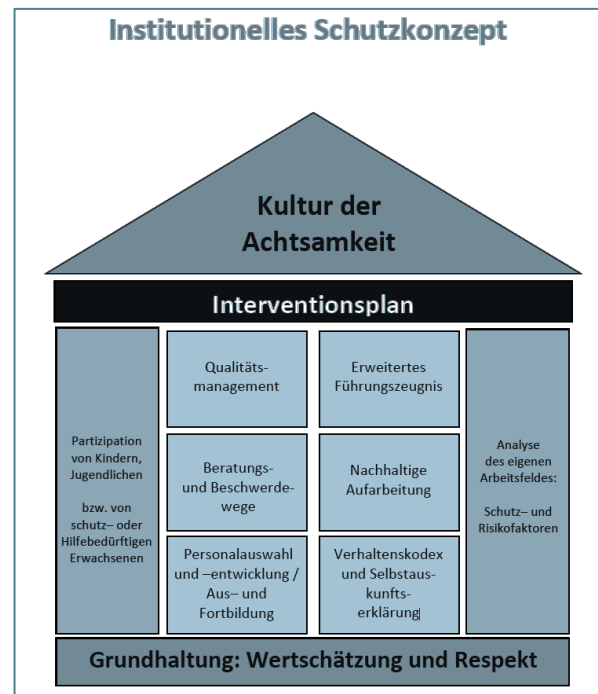 Institutionelles Schutzkonzept
Kultur der
Achtsamkeit
Interventionsplan
Partizipation
von Kindern,
Jugendlichen
bzw. von
schutz– oder
Hilfebedürftigen
Erwachsenen
Qualitäts-
management
Erweitertes
Führungszeugnis
Beratungs-
und Beschwerde-
wege
Nachhaltige
Aufarbeitung
Personalauswahl
und –entwicklung /
Aus– und
Fortbildung
Verhaltenskodex
und Selbstaus-
kunfts-
erklärung
Analyse
des eigenen
Arbeitsfeldes:
Schutz– und
Risikofaktoren
Grundhaltung: Wertschätzung und Respekt